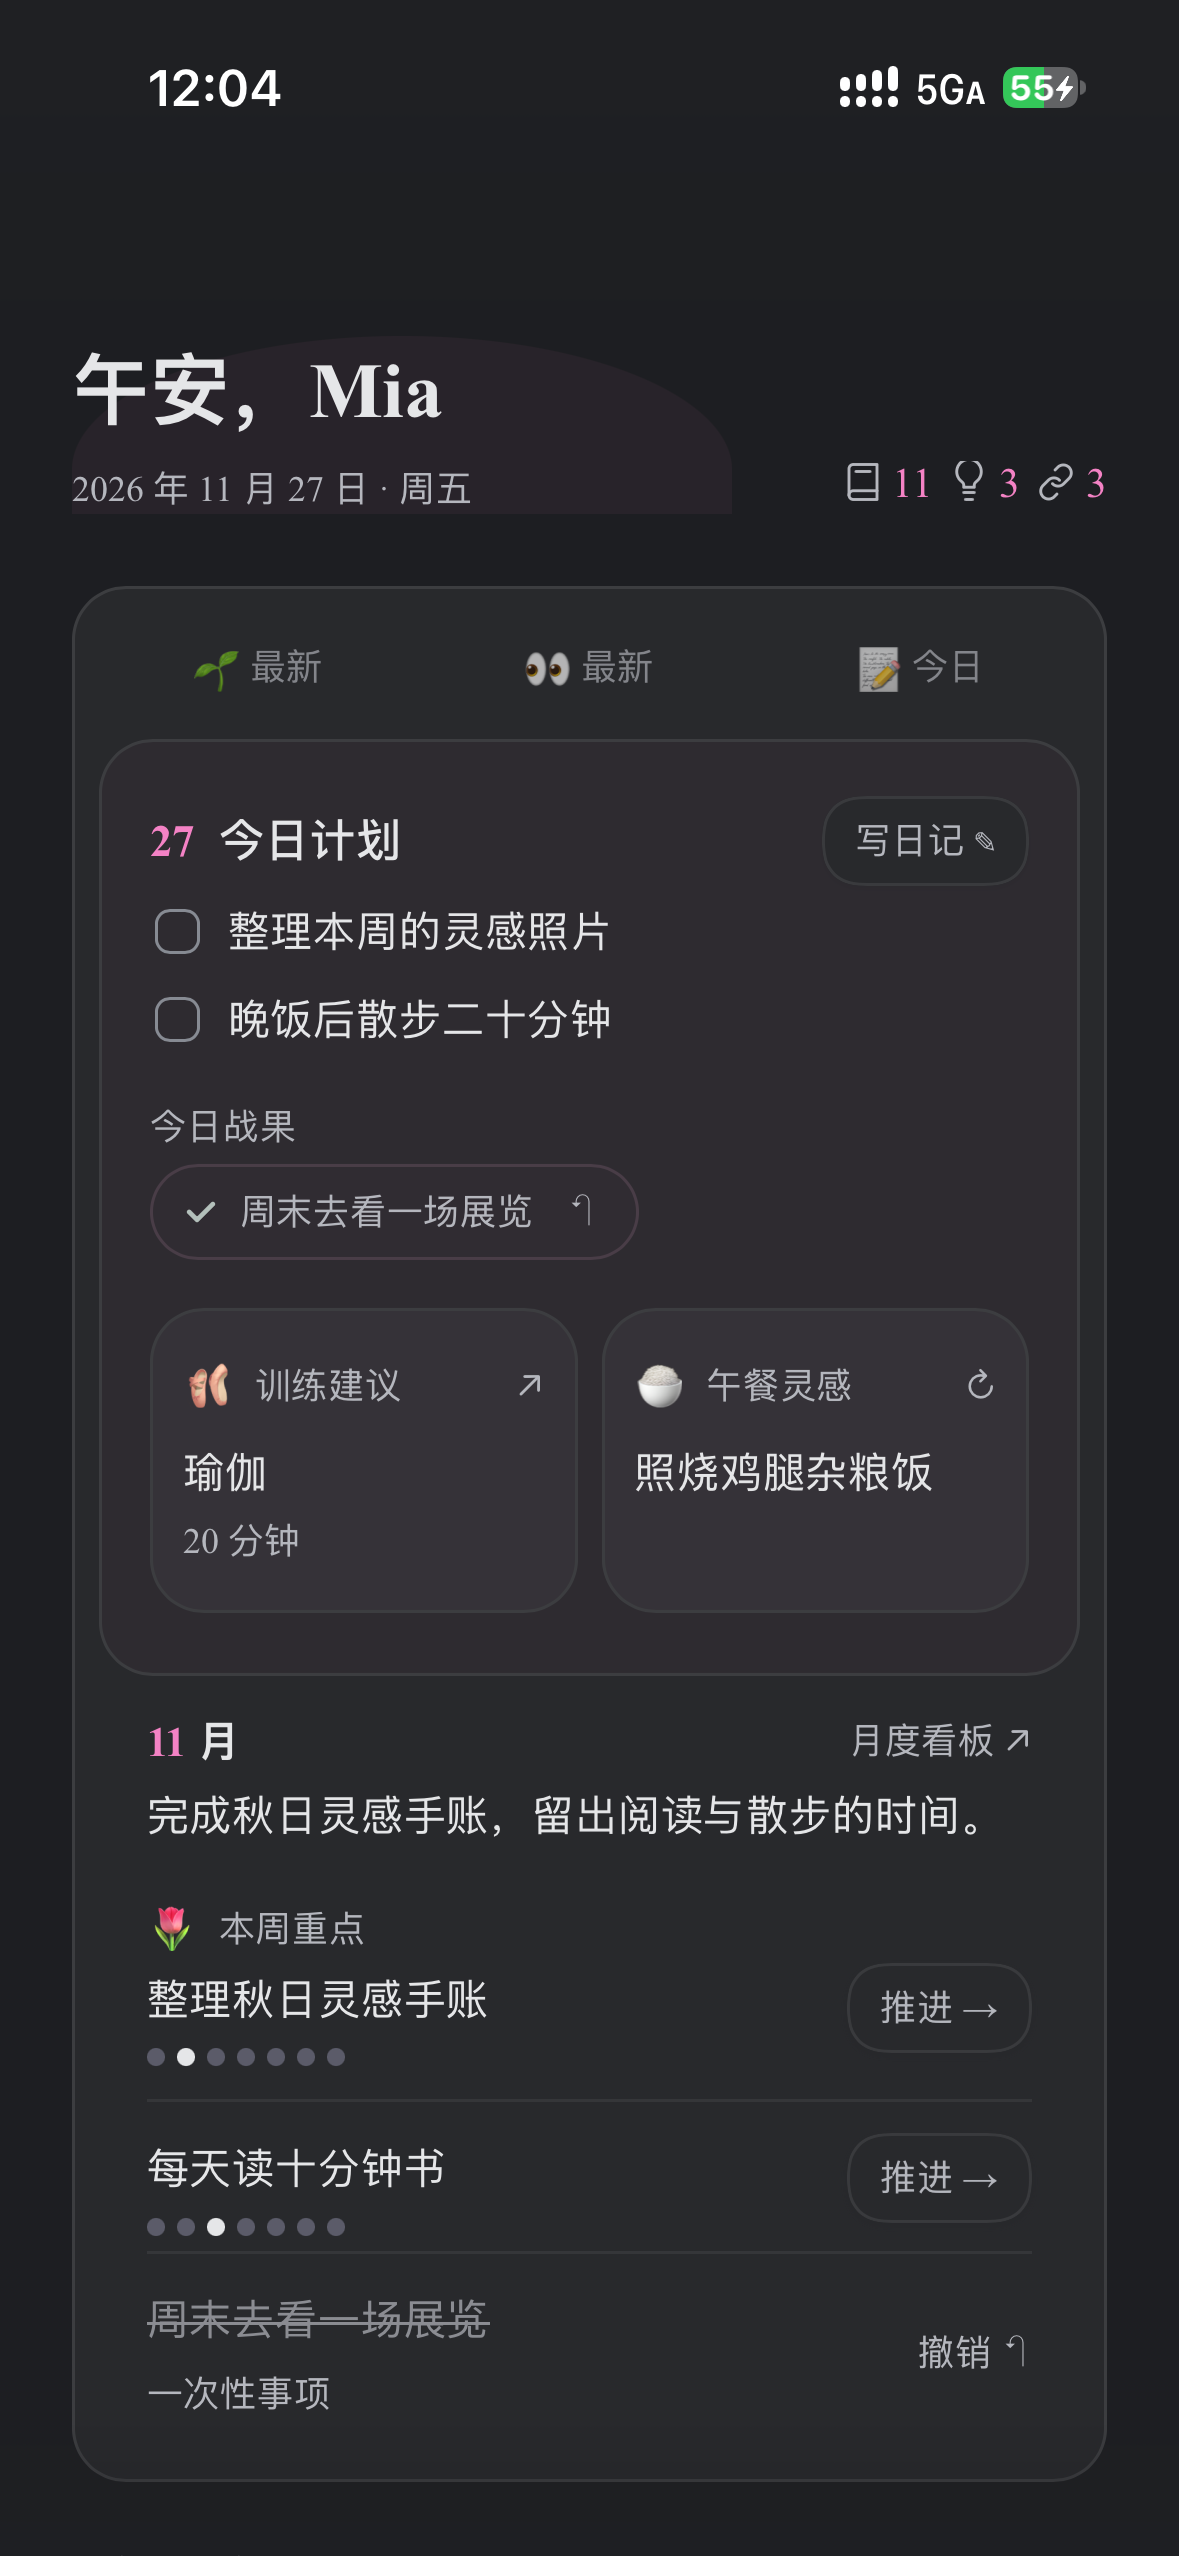 12:04 5GA 55
午安，Mia
2026 年 11 月 27 日 · 周五 11 3 3
最新 最新 今日
27 今日计划 写日记
整理本周的灵感照片
晚饭后散步二十分钟
今日战果
周末去看一场展览
训练建议 午餐灵感
瑜伽 照烧鸡腿杂粮饭
20 分钟
11 月 月度看板
完成秋日灵感手账，留出阅读与散步的时间。
本周重点
整理秋日灵感手账 推进
每天读十分钟书 推进
周末去看一场展览
撤销
一次性事项